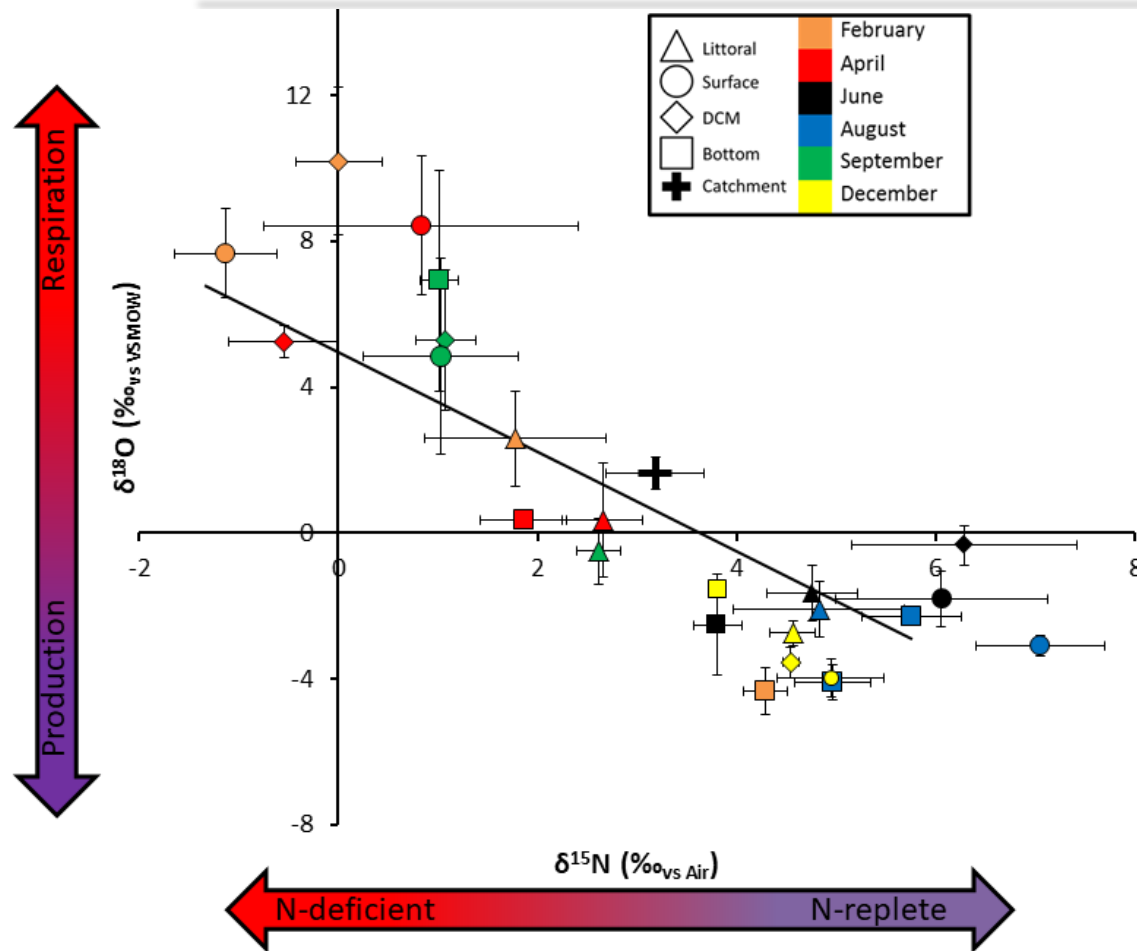 Littoral
Surface
DCM
Bottom
Catchment
February
April
June
August
September
December
Respiration
Production
δ18O (‰vs VSMOW)
12
8
4
0
-8
-4
-2
0
2
4
6
8
δ15N (‰vs Air)
N-deficient
N-replete